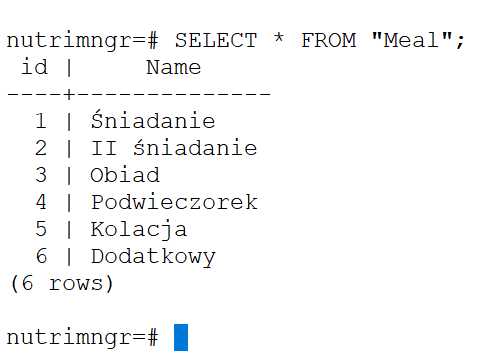 nutrimngr=# SELECT * FROM "Meal";
 id |     Name
----+--------------
  1 | Śniadanie
  2 | II śniadanie
  3 | Obiad
  4 | Podwieczorek
  5 | Kolacja
  6 | Dodatkowy
(6 rows)
nutrimngr=#